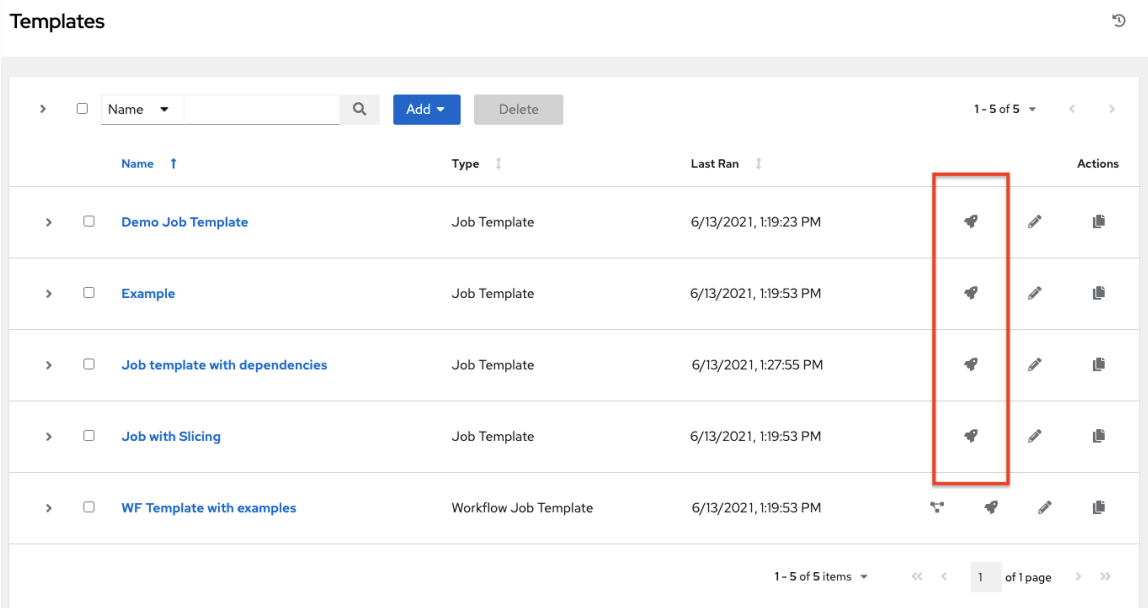 Templates
Name Add Delete 1 - 5 of 5
Name Type Last Ran Actions
Demo Job Template Job Template 6/13/2021, 1:19:23 PM
Example Job Template 6/13/2021, 1:19:53 PM
Job template with dependencies Job Template 6/13/2021, 1:27:55 PM
Job with Slicing Job Template 6/13/2021, 1:19:53 PM
WF Template with examples Workflow Job Template 6/13/2021, 1:19:53 PM
1 - 5 of 5 items 1 of 1 page